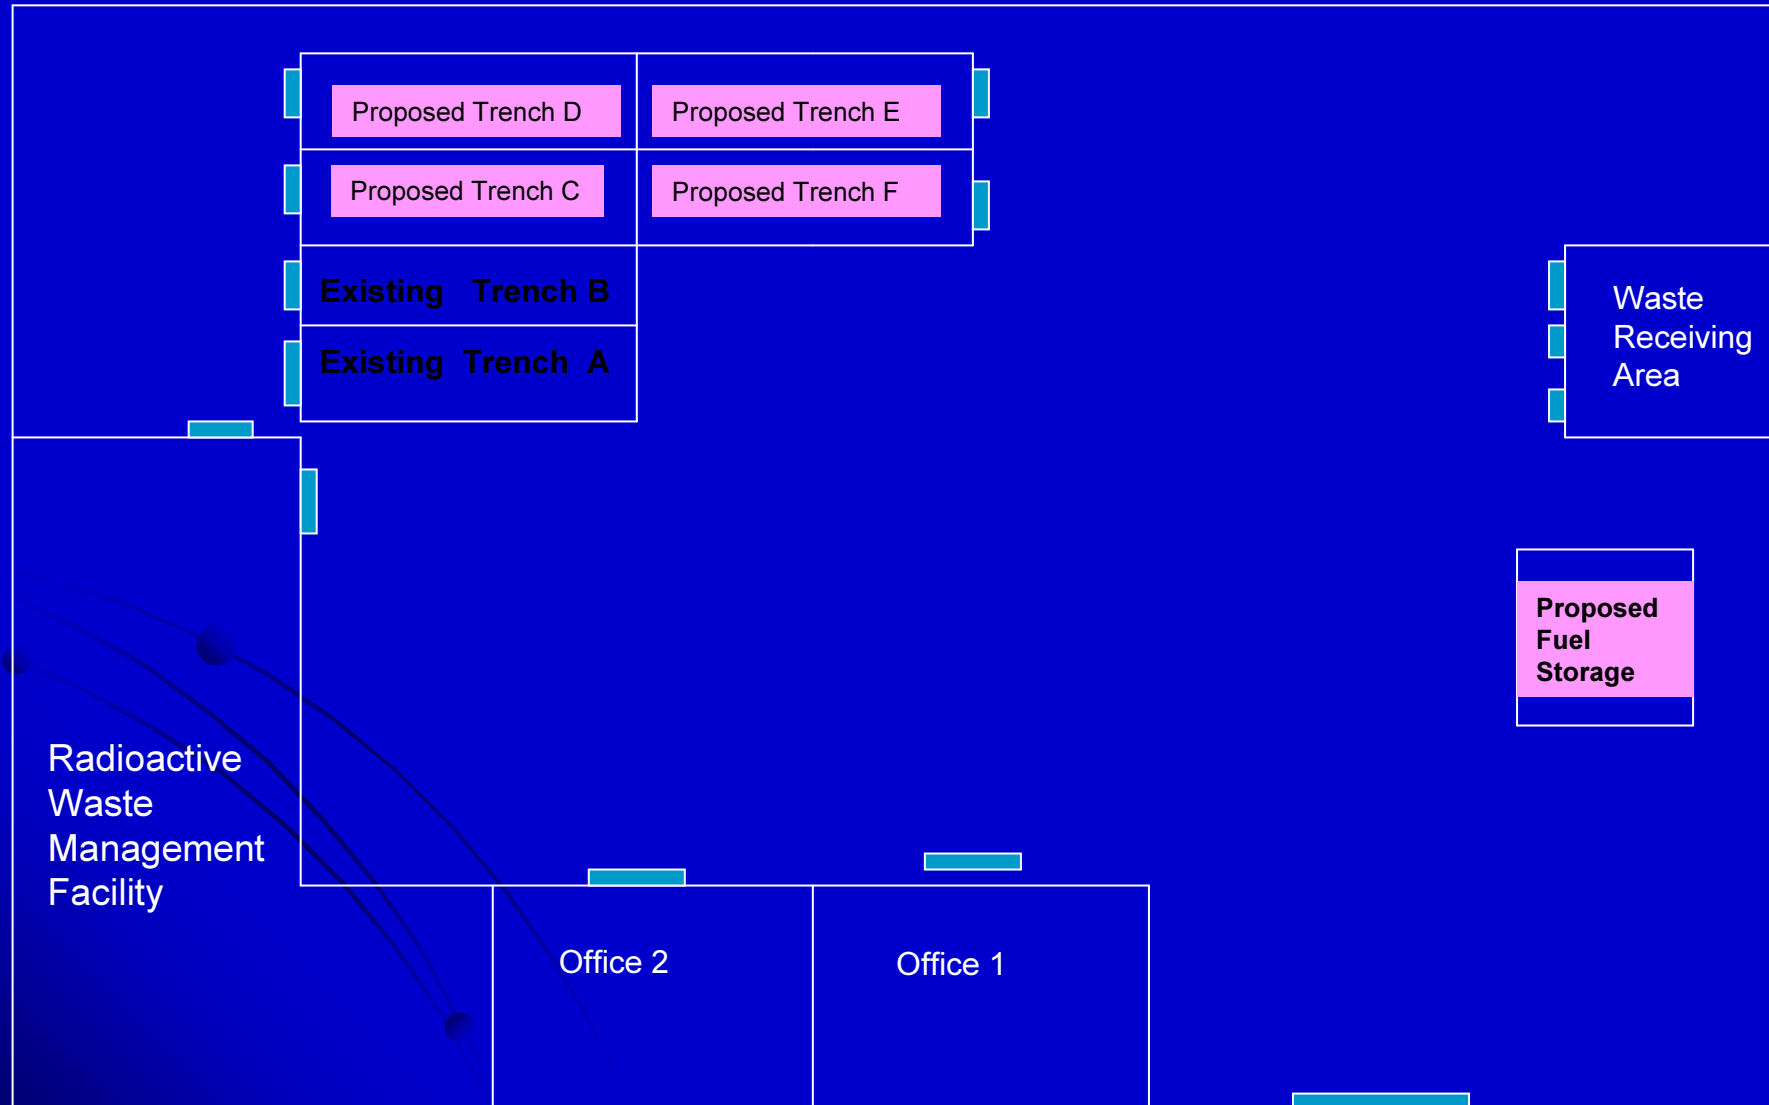 Proposed Trench D
Proposed Trench E
Proposed Trench C
Proposed Trench F
Existing Trench B
Existing Trench A
Waste
Receiving
Area
Proposed
Fuel
Storage
Radioactive
Waste
Management
Facility
Office 2
Office 1